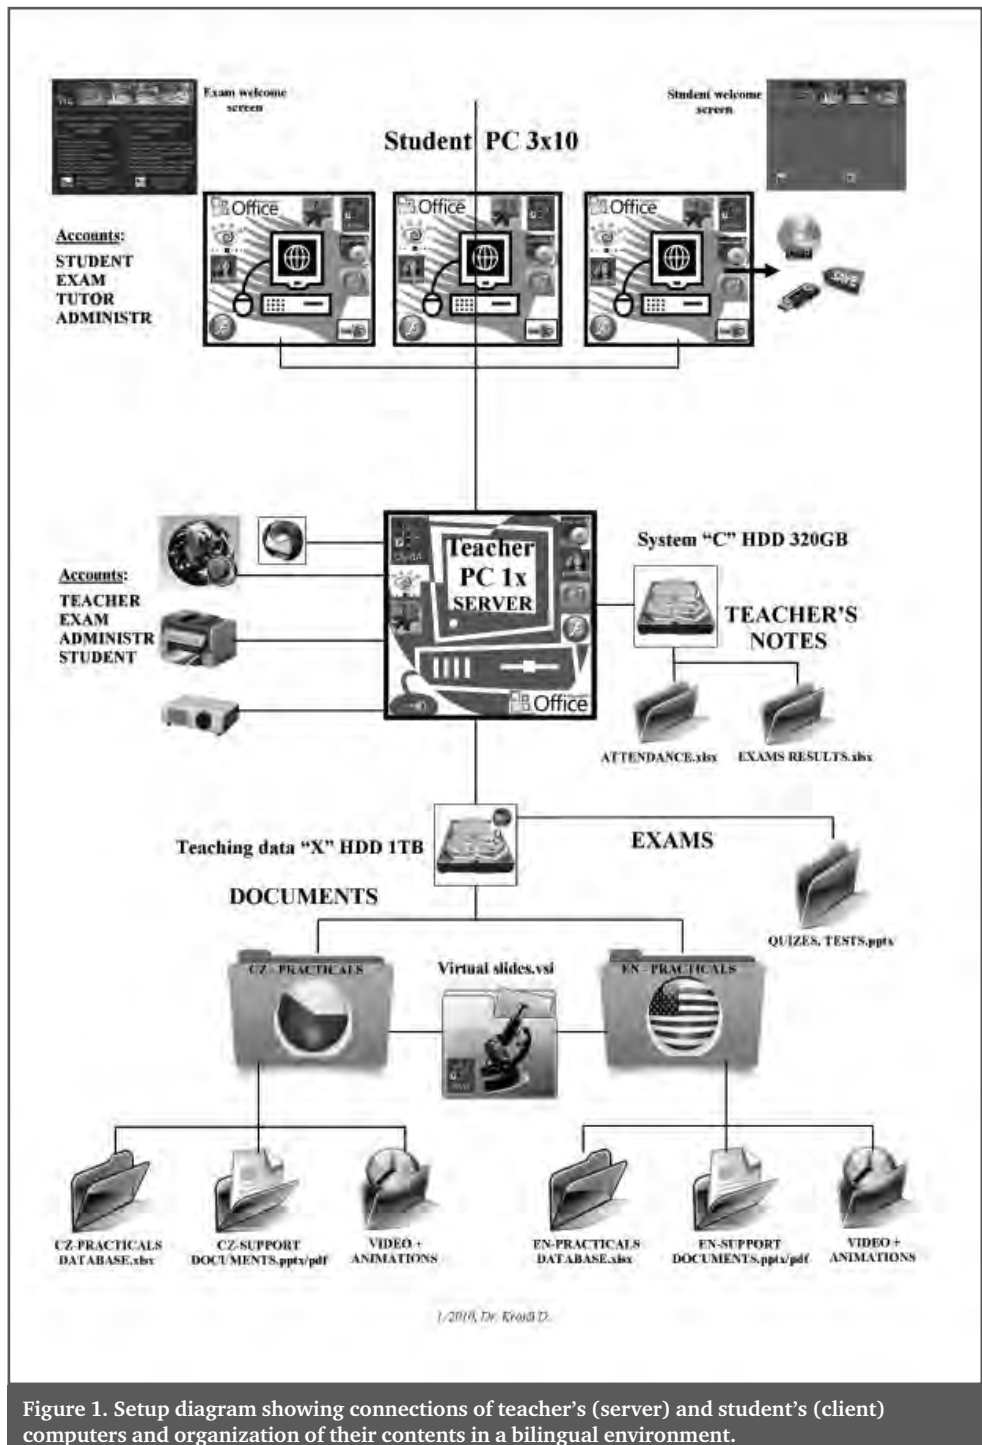 Exam welcome
screen
Student welcome
screen
Student PC 3x10
Office
Office
Office
Accounts:
STUDENT
EXAM
TUTOR
ADMINISTR
SAVE
Teacher
PC 1x
SERVER
Office
Accounts:
TEACHER
EXAM
ADMINISTR
STUDENT
System “C” HDD 320GB
TEACHER’S
NOTES
ATTENDANCE.xlsx
EXAMS RESULTS.xlsx
Teaching data “X” HDD 1TB
EXAMS
DOCUMENTS
QUIZES, TESTS.pptx
CZ - PRACTICALS
Virtual slides.vsi
EN - PRACTICALS
CZ-PRACTICALS
DATABASE.xlsx
CZ-SUPPORT
DOCUMENTS.pptx/pdf
VIDEO +
ANIMATIONS
EN-PRACTICALS
DATABASE.xlsx
EN-SUPPORT
DOCUMENTS.pptx/pdf
VIDEO +
ANIMATIONS
1/2010, Dr. D.
Figure 1. Setup diagram showing connections of teacher’s (server) and student’s (client)
computers and organization of their contents in a bilingual environment.